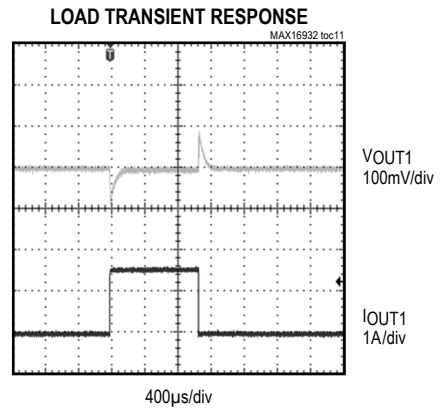 LOAD TRANSIENT RESPONSE
MAX16932 toc11
T
VOUT1
100mV/div
IOUT1
1A/div
400µs/div